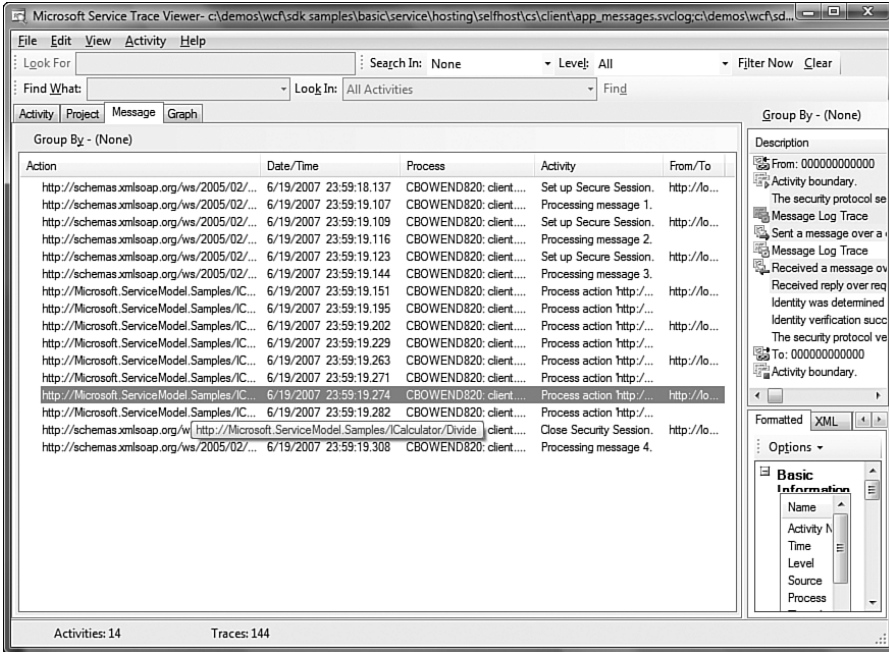 Microsoft Service Trace Viewer- c:\demos\wcf\sdk samples\basic\service\hosting\selfhost\cs\client\app_messages.svclog;c:\demos\wcf\sd...
File Edit View Activity Help
Look For Search In: None Level: All Filter Now Clear
Find What: Look In: All Activities Find
Activity Project Message Graph
Group By - (None)
Action Date/Time Process Activity From/To
http://schemas.xmlsoap.org/ws/2005/02/... 6/19/2007 23:59:18.137 CBOWEND820: client.... Set up Secure Session. http://lo...
http://schemas.xmlsoap.org/ws/2005/02/... 6/19/2007 23:59:19.107 CBOWEND820: client.... Processing message 1.
http://schemas.xmlsoap.org/ws/2005/02/... 6/19/2007 23:59:19.109 CBOWEND820: client.... Set up Secure Session. http://lo...
http://schemas.xmlsoap.org/ws/2005/02/... 6/19/2007 23:59:19.116 CBOWEND820: client.... Processing message 2.
http://schemas.xmlsoap.org/ws/2005/02/... 6/19/2007 23:59:19.123 CBOWEND820: client.... Set up Secure Session. http://lo...
http://schemas.xmlsoap.org/ws/2005/02/... 6/19/2007 23:59:19.144 CBOWEND820: client.... Processing message 3.
http://Microsoft.ServiceModel.Samples/IC... 6/19/2007 23:59:19.151 CBOWEND820: client.... Process action 'http:/... http://lo...
http://Microsoft.ServiceModel.Samples/IC... 6/19/2007 23:59:19.195 CBOWEND820: client.... Process action 'http:/...
http://Microsoft.ServiceModel.Samples/IC... 6/19/2007 23:59:19.202 CBOWEND820: client.... Process action 'http:/... http://lo...
http://Microsoft.ServiceModel.Samples/IC... 6/19/2007 23:59:19.229 CBOWEND820: client.... Process action 'http:/...
http://Microsoft.ServiceModel.Samples/IC... 6/19/2007 23:59:19.263 CBOWEND820: client.... Process action 'http:/... http://lo...
http://Microsoft.ServiceModel.Samples/IC... 6/19/2007 23:59:19.271 CBOWEND820: client.... Process action 'http:/...
http://Microsoft.ServiceModel.Samples/IC... 6/19/2007 23:59:19.274 CBOWEND820: client.... Process action 'http:/... http://lo...
http://Microsoft.ServiceModel.Samples/IC... 6/19/2007 23:59:19.282 CBOWEND820: client.... Process action 'http:/...
http://schemas.xmlsoap.org/w http://Microsoft.ServiceModel.Samples/ICalculator/Divide client.... Close Security Session. http://lo...
http://schemas.xmlsoap.org/ws/2005/02/... 6/19/2007 23:59:19.308 CBOWEND820: client.... Processing message 4.
Group By - (None)
Description
From: 000000000000
Activity boundary.
The security protocol se
Message Log Trace
Sent a message over a
Message Log Trace
Received a message ov
Received reply over req
Identity was determined
Identity verification succ
The security protocol ve
To: 000000000000
Activity boundary.
Formatted XML
Options
Basic
Information
Name
Activity N
Time
Level
Source
Process
Activities: 14 Traces: 144